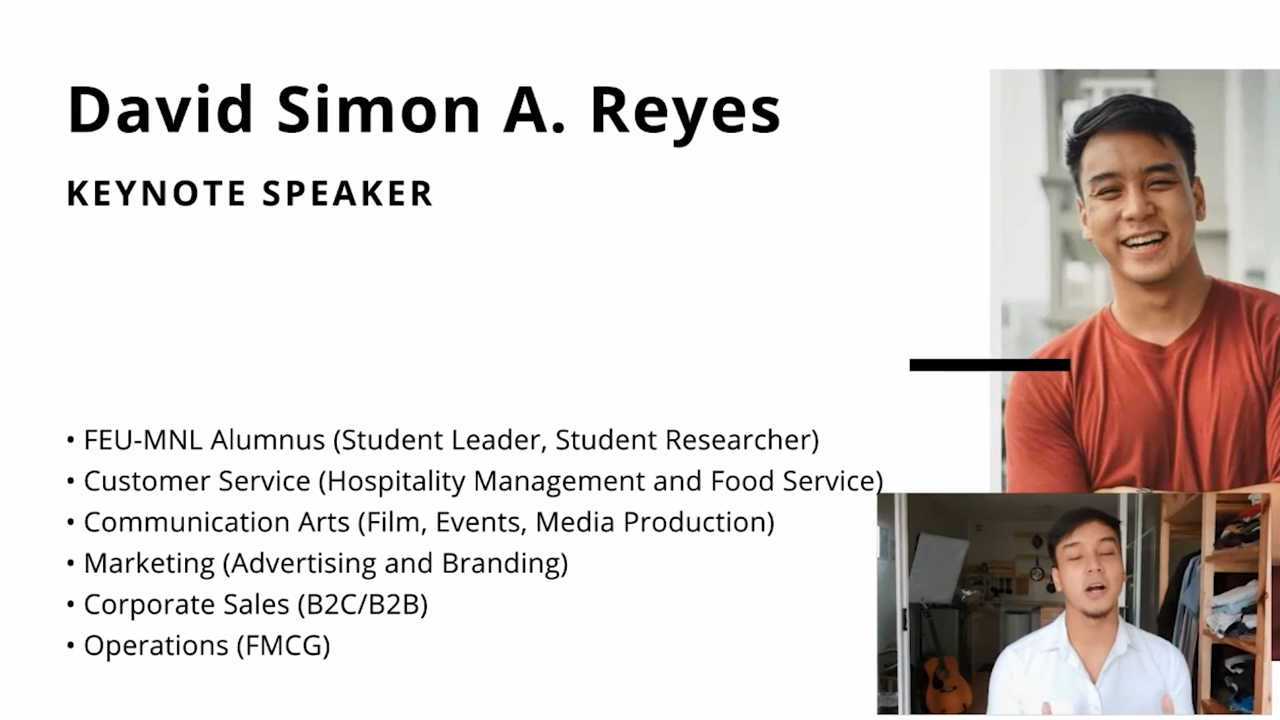 David Simon A. Reyes
KEYNOTE SPEAKER
• FEU-MNL Alumnus (Student Leader, Student Researcher)
• Customer Service (Hospitality Management and Food Service)
• Communication Arts (Film, Events, Media Production)
• Marketing (Advertising and Branding)
• Corporate Sales (B2C/B2B)
• Operations (FMCG)